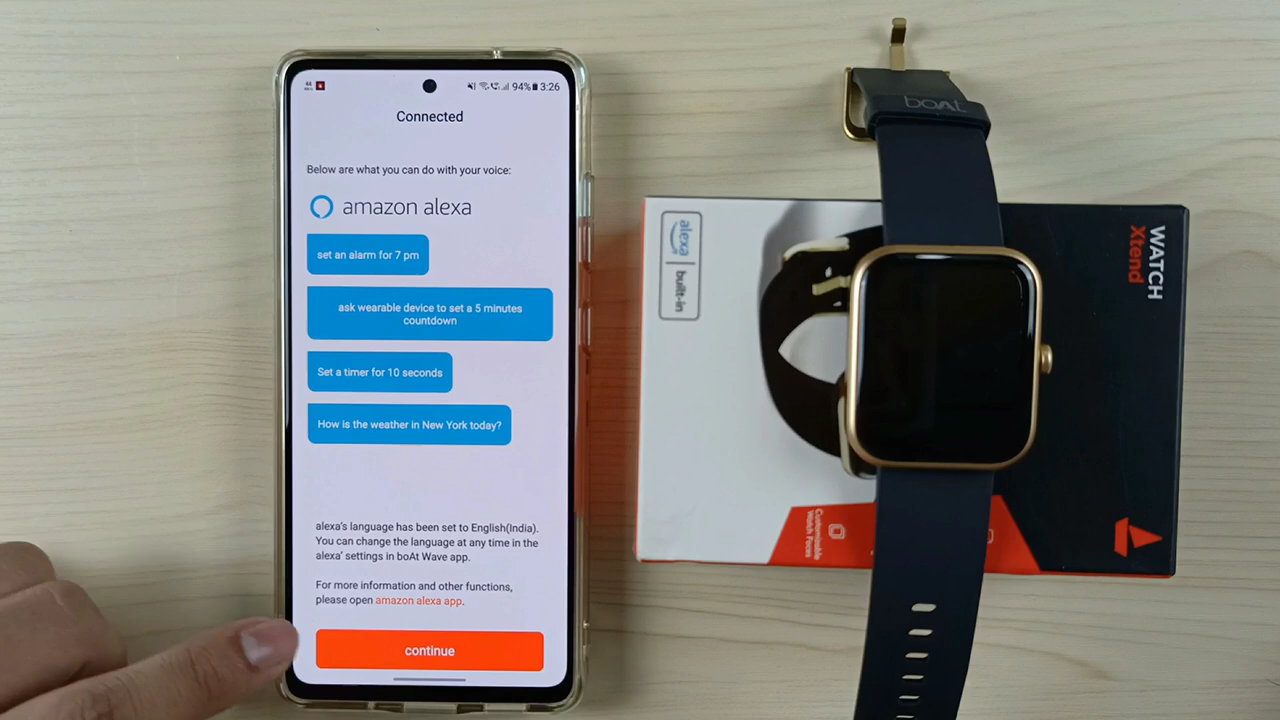 94% 3:26
Connected
Below are what you can do with your voice:
amazon alexa
set an alarm for 7 pm
ask wearable device to set a 5 minutes
countdown
Set a timer for 10 seconds
How is the weather in New York today?
alexa's language has been set to English(India).
You can change the language at any time in the
alexa' settings in boAt Wave app.
For more information and other functions,
please open amazon alexa app.
continue
boAt
alexa
built-in
WATCH
Xtend
Customisable
Watch Faces